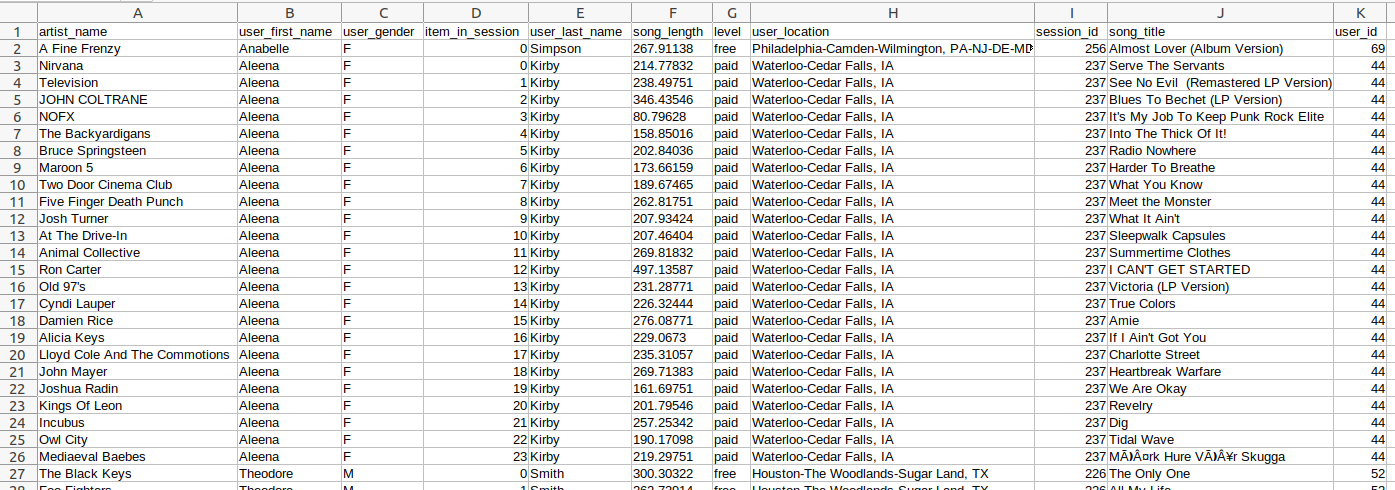 A B C D E F G H I J K
1 artist_name user_first_name user_gender item_in_session user_last_name song_length level user_location session_id song_title user_id
2 A Fine Frenzy Anabelle F 0 Simpson 267.91138 free Philadelphia-Camden-Wilmington, PA-NJ-DE-MD 256 Almost Lover (Album Version) 69
3 Nirvana Aleena F 0 Kirby 214.77832 paid Waterloo-Cedar Falls, IA 237 Serve The Servants 44
4 Television Aleena F 1 Kirby 238.49751 paid Waterloo-Cedar Falls, IA 237 See No Evil  (Remastered LP Version) 44
5 JOHN COLTRANE Aleena F 2 Kirby 346.43546 paid Waterloo-Cedar Falls, IA 237 Blues To Bechet (LP Version) 44
6 NOFX Aleena F 3 Kirby 80.79628 paid Waterloo-Cedar Falls, IA 237 It's My Job To Keep Punk Rock Elite 44
7 The Backyardigans Aleena F 4 Kirby 158.85016 paid Waterloo-Cedar Falls, IA 237 Into The Thick Of It! 44
8 Bruce Springsteen Aleena F 5 Kirby 202.84036 paid Waterloo-Cedar Falls, IA 237 Radio Nowhere 44
9 Maroon 5 Aleena F 6 Kirby 173.66159 paid Waterloo-Cedar Falls, IA 237 Harder To Breathe 44
10 Two Door Cinema Club Aleena F 7 Kirby 189.67465 paid Waterloo-Cedar Falls, IA 237 What You Know 44
11 Five Finger Death Punch Aleena F 8 Kirby 262.81751 paid Waterloo-Cedar Falls, IA 237 Meet the Monster 44
12 Josh Turner Aleena F 9 Kirby 207.93424 paid Waterloo-Cedar Falls, IA 237 What It Ain't 44
13 At The Drive-In Aleena F 10 Kirby 207.46404 paid Waterloo-Cedar Falls, IA 237 Sleepwalk Capsules 44
14 Animal Collective Aleena F 11 Kirby 269.81832 paid Waterloo-Cedar Falls, IA 237 Summertime Clothes 44
15 Ron Carter Aleena F 12 Kirby 497.13587 paid Waterloo-Cedar Falls, IA 237 I CAN'T GET STARTED 44
16 Old 97's Aleena F 13 Kirby 231.28771 paid Waterloo-Cedar Falls, IA 237 Victoria (LP Version) 44
17 Cyndi Lauper Aleena F 14 Kirby 226.32444 paid Waterloo-Cedar Falls, IA 237 True Colors 44
18 Damien Rice Aleena F 15 Kirby 276.08771 paid Waterloo-Cedar Falls, IA 237 Amie 44
19 Alicia Keys Aleena F 16 Kirby 229.0673 paid Waterloo-Cedar Falls, IA 237 If I Ain't Got You 44
20 Lloyd Cole And The Commotions Aleena F 17 Kirby 235.31057 paid Waterloo-Cedar Falls, IA 237 Charlotte Street 44
21 John Mayer Aleena F 18 Kirby 269.71383 paid Waterloo-Cedar Falls, IA 237 Heartbreak Warfare 44
22 Joshua Radin Aleena F 19 Kirby 161.69751 paid Waterloo-Cedar Falls, IA 237 We Are Okay 44
23 Kings Of Leon Aleena F 20 Kirby 201.79546 paid Waterloo-Cedar Falls, IA 237 Revelry 44
24 Incubus Aleena F 21 Kirby 257.25342 paid Waterloo-Cedar Falls, IA 237 Dig 44
25 Owl City Aleena F 22 Kirby 190.17098 paid Waterloo-Cedar Falls, IA 237 Tidal Wave 44
26 Mediaeval Baebes Aleena F 23 Kirby 219.29751 paid Waterloo-Cedar Falls, IA 237 Hure Skugga 44
27 The Black Keys Theodore M 0 Smith 300.30322 free Houston-The Woodlands-Sugar Land, TX 226 The Only One 52